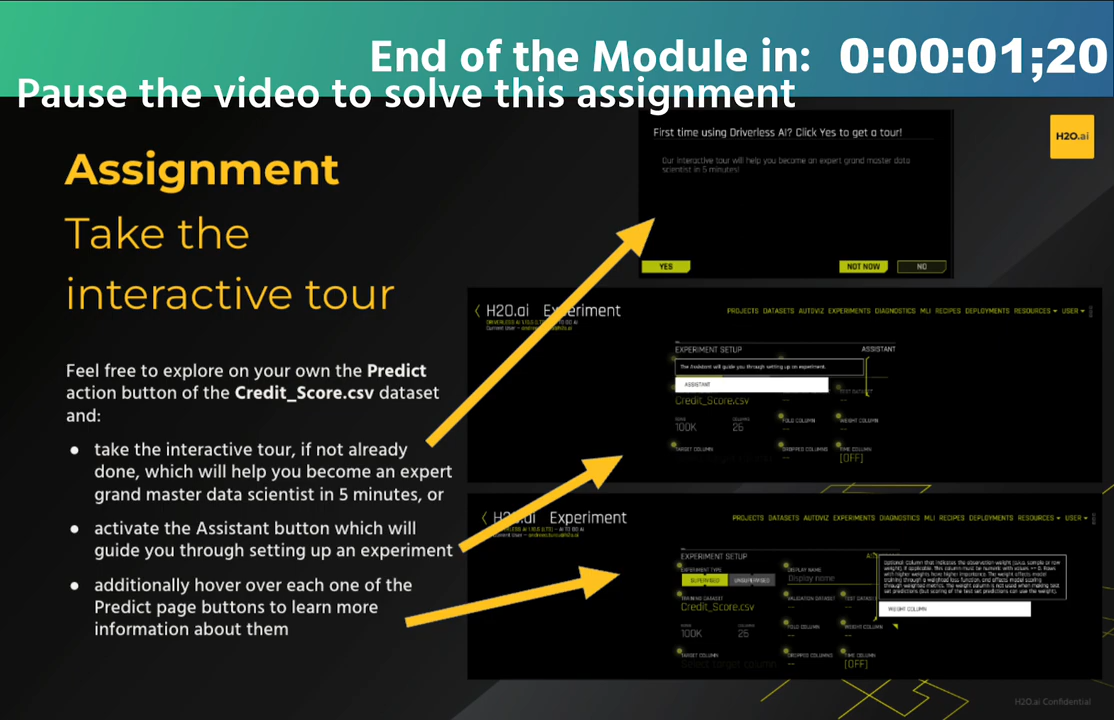 End of the Module in: 0:00:01;20
Pause the video to solve this assignment
First time using Driverless AI? Click Yes to get a tour!
Our interactive tour will help you become an expert grand master data
scientist in 5 minutes!
YES NOT NOW NO
H2O.ai
Assignment
Take the
interactive tour
Feel free to explore on your own the Predict
action button of the Credit_Score.csv dataset
and:
● take the interactive tour, if not already
done, which will help you become an expert
grand master data scientist in 5 minutes, or
● activate the Assistant button which will
guide you through setting up an experiment
● additionally hover over each one of the
Predict page buttons to learn more
information about them
H2O.ai Experiment
PROJECTS DATASETS AUTOVIZ EXPERIMENTS DIAGNOSTICS MLI RECIPES DEPLOYMENTS RESOURCES USER
EXPERIMENT SETUP ASSISTANT
The Assistant will guide you through setting up an experiment.
ASSISTANT
Credit_Score.csv
ROWS COLUMNS FOLD COLUMN WEIGHT COLUMN
100K 26 -- --
TARGET COLUMN DROPPED COLUMNS TIME COLUMN
-- [OFF]
H2O.ai Experiment
PROJECTS DATASETS AUTOVIZ EXPERIMENTS DIAGNOSTICS MLI RECIPES DEPLOYMENTS RESOURCES USER
EXPERIMENT SETUP
EXPERIMENT TYPE DISPLAY NAME
SUPERVISED UNSUPERVISED Display name
TRAINING DATASET VALIDATION DATASET TEST DATASET
Credit_Score.csv -- --
WEIGHT COLUMN
ROWS COLUMNS FOLD COLUMN WEIGHT COLUMN
100K 26 -- --
TARGET COLUMN DROPPED COLUMNS TIME COLUMN
Select target column -- [OFF]
H2O.ai Confidential